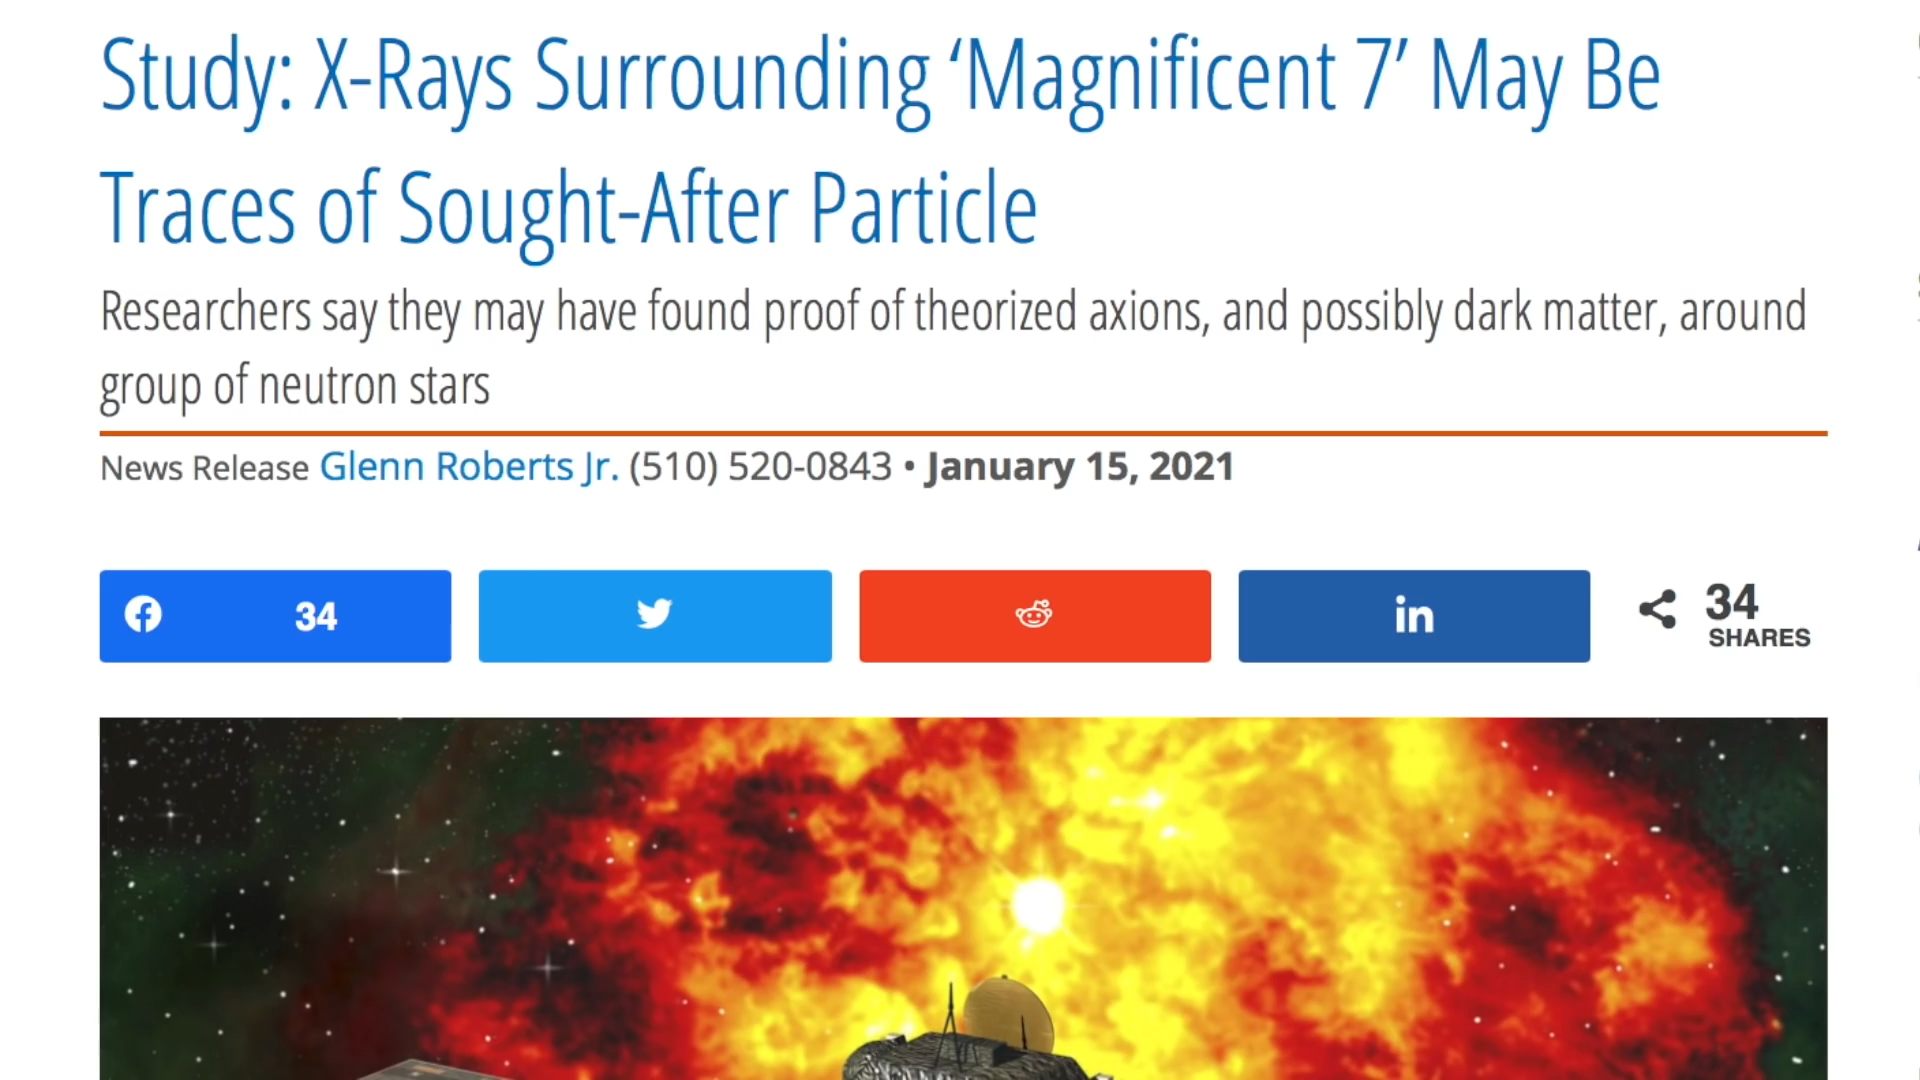 Study: X-Rays Surrounding ‘Magnificent 7’ May Be
Traces of Sought-After Particle
Researchers say they may have found proof of theorized axions, and possibly dark matter, around
group of neutron stars
News Release Glenn Roberts Jr. (510) 520-0843 • January 15, 2021
34
in
34
SHARES